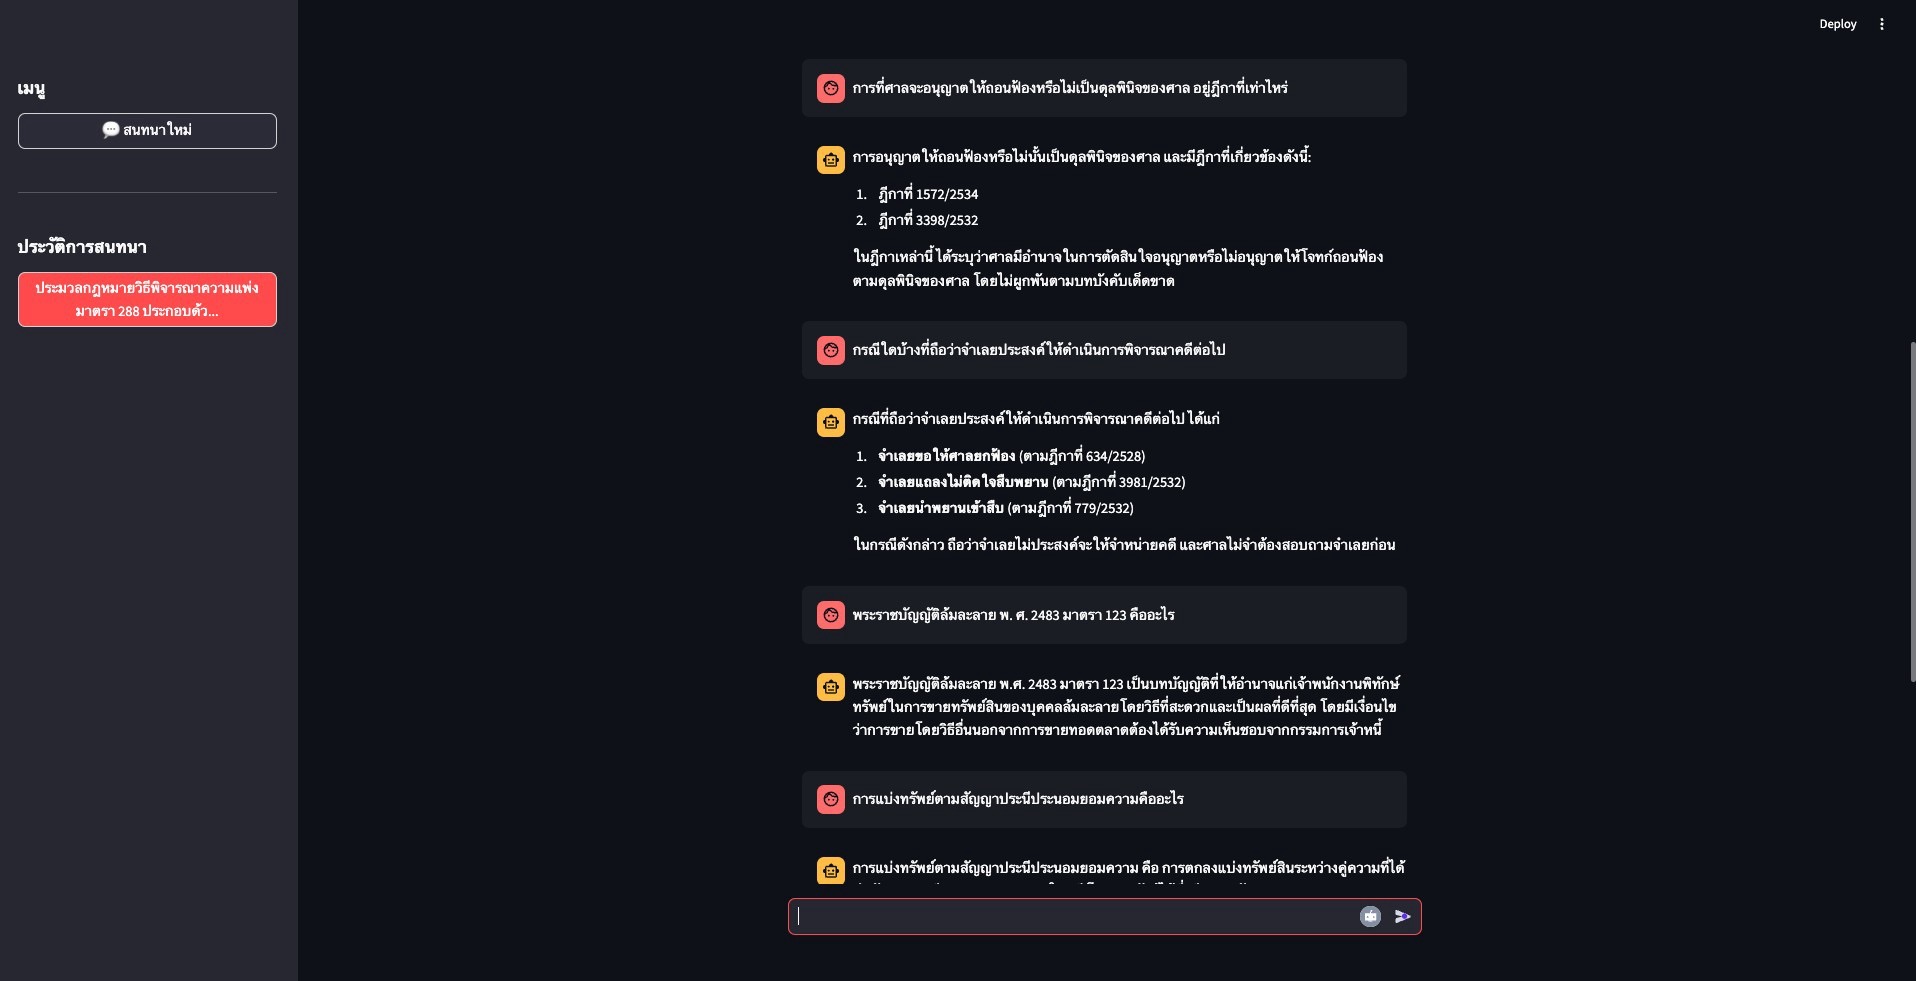 Deploy
เมนู
💬 สนทนาใหม่
ประวัติการสนทนา
ประมวลกฎหมายวิธีพิจารณาความแพ่ง
มาตรา 288 ประกอบด้ว...
การที่ศาลจะอนุญาตให้ถอนฟ้องหรือไม่เป็นดุลพินิจของศาล อยู่ฎีกาที่เท่าไหร่
การอนุญาตให้ถอนฟ้องหรือไม่นั้นเป็นดุลพินิจของศาล และมีฎีกาที่เกี่ยวข้องดังนี้:
1. ฎีกาที่ 1572/2534
2. ฎีกาที่ 3398/2532
ในฎีกาเหล่านี้ ได้ระบุว่าศาลมีอำนาจในการตัดสินใจอนุญาตหรือไม่อนุญาตให้โจทก์ถอนฟ้อง
ตามดุลพินิจของศาล โดยไม่ผูกพันตามบทบังคับเด็ดขาด
กรณีใดบ้างที่ถือว่าจำเลยประสงค์ให้ดำเนินการพิจารณาคดีต่อไป
กรณีที่ถือว่าจำเลยประสงค์ให้ดำเนินการพิจารณาคดีต่อไป ได้แก่
1. จำเลยขอให้ศาลยกฟ้อง (ตามฎีกาที่ 634/2528)
2. จำเลยแถลงไม่ติดใจสืบพยาน (ตามฎีกาที่ 3981/2532)
3. จำเลยนำพยานเข้าสืบ (ตามฎีกาที่ 779/2532)
ในกรณีดังกล่าว ถือว่าจำเลยไม่ประสงค์จะให้จำหน่ายคดี และศาลไม่จำต้องสอบถามจำเลยก่อน
พระราชบัญญัติล้มละลาย พ. ศ. 2483 มาตรา 123 คืออะไร
พระราชบัญญัติล้มละลาย พ.ศ. 2483 มาตรา 123 เป็นบทบัญญัติที่ให้อำนาจแก่เจ้าพนักงานพิทักษ์
ทรัพย์ในการขายทรัพย์สินของบุคคลล้มละลายโดยวิธีที่สะดวกและเป็นผลที่ดีที่สุด โดยมีเงื่อนไข
ว่าการขายโดยวิธีอื่นนอกจากการขายทอดตลาดต้องได้รับความเห็นชอบจากกรรมการเจ้าหนี้
การแบ่งทรัพย์ตามสัญญาประนีประนอมยอมความคืออะไร
การแบ่งทรัพย์ตามสัญญาประนีประนอมยอมความ คือ การตกลงแบ่งทรัพย์สินระหว่างคู่ความที่ได้